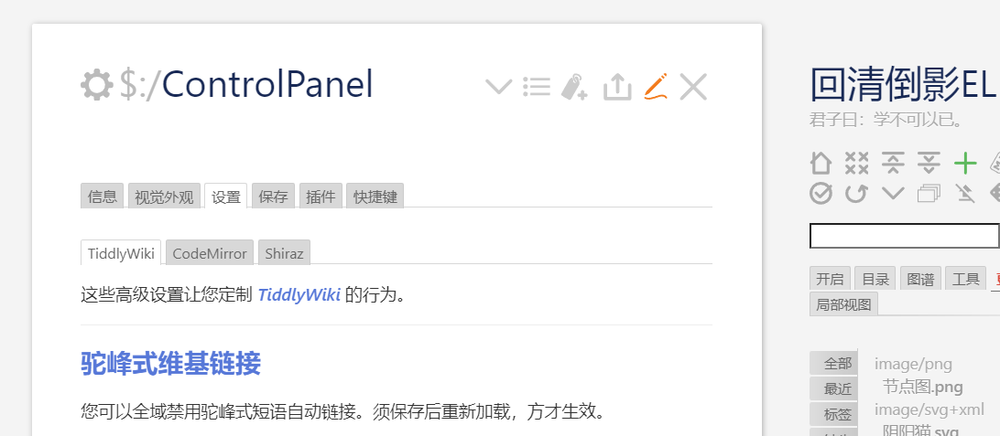 $:/ControlPanel
信息 视觉外观 设置 保存 插件 快捷键
TiddlyWiki CodeMirror Shiraz
这些高级设置让您定制 TiddlyWiki 的行为。
驼峰式维基链接
您可以全域禁用驼峰式短语自动链接。须保存后重新加载，方才生效。
回清倒影EL
君子曰：学不可以已。
开启 目录 图谱 工具
局部视图
全部
最近
标签
image/png
节点图.png
image/svg+xml
阴阳猫.svg